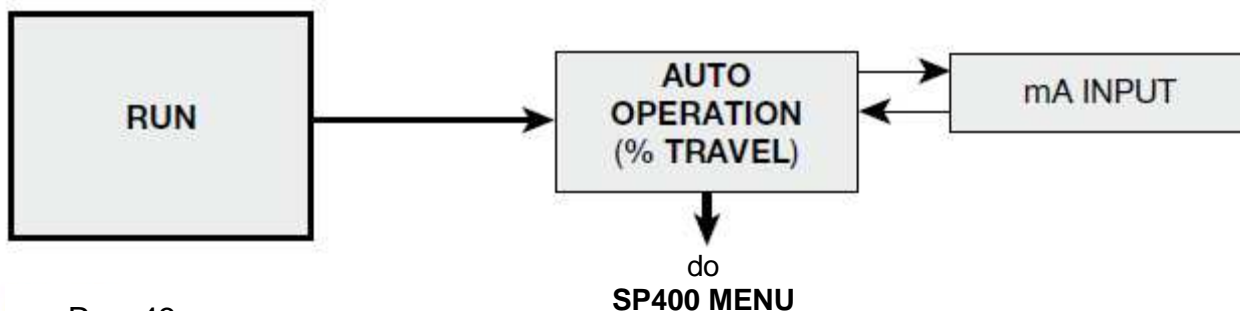 RUN
AUTO
OPERATION
(% TRAVEL)
mA INPUT
do
SP400 MENU